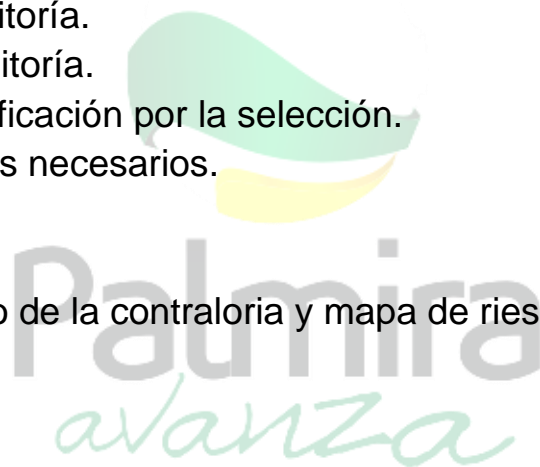 itoría.
itoría.
ficación por la selección.
s necesarios.
o de la contraloria y mapa de ries
Palmira
avanza